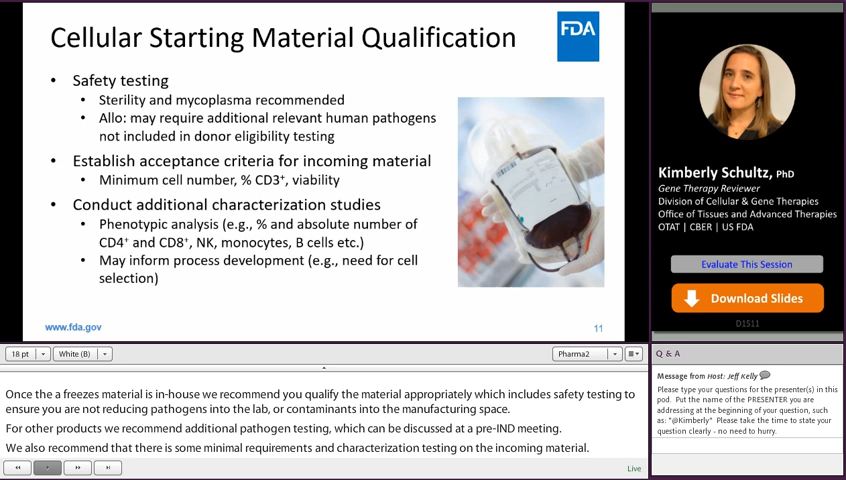 Cellular Starting Material Qualification
FDA
• Safety testing
• Sterility and mycoplasma recommended
• Allo: may require additional relevant human pathogens
not included in donor eligibility testing
• Establish acceptance criteria for incoming material
• Minimum cell number, % CD3⁺, viability
• Conduct additional characterization studies
• Phenotypic analysis (e.g., % and absolute number of
CD4⁺ and CD8⁺, NK, monocytes, B cells etc.)
• May inform process development (e.g., need for cell
selection)
www.fda.gov
11
Kimberly Schultz, PhD
Gene Therapy Reviewer
Division of Cellular & Gene Therapies
Office of Tissues and Advanced Therapies
OTAT | CBER | US FDA
Evaluate This Session
Download Slides
D1511
18 pt
White (B)
Pharma2
Once the a freezes material is in-house we recommend you qualify the material appropriately which includes safety testing to
ensure you are not reducing pathogens into the lab, or contaminants into the manufacturing space.
For other products we recommend additional pathogen testing, which can be discussed at a pre-IND meeting.
We also recommend that there is some minimal requirements and characterization testing on the incoming material.
Live
Q & A
Message from Host: Jeff Kelly
Please type your questions for the presenter(s) in this
pod. Put the name of the PRESENTER you are
addressing at the beginning of your question, such
as: "@Kimberly" Please take the time to state your
question clearly - no need to hurry.